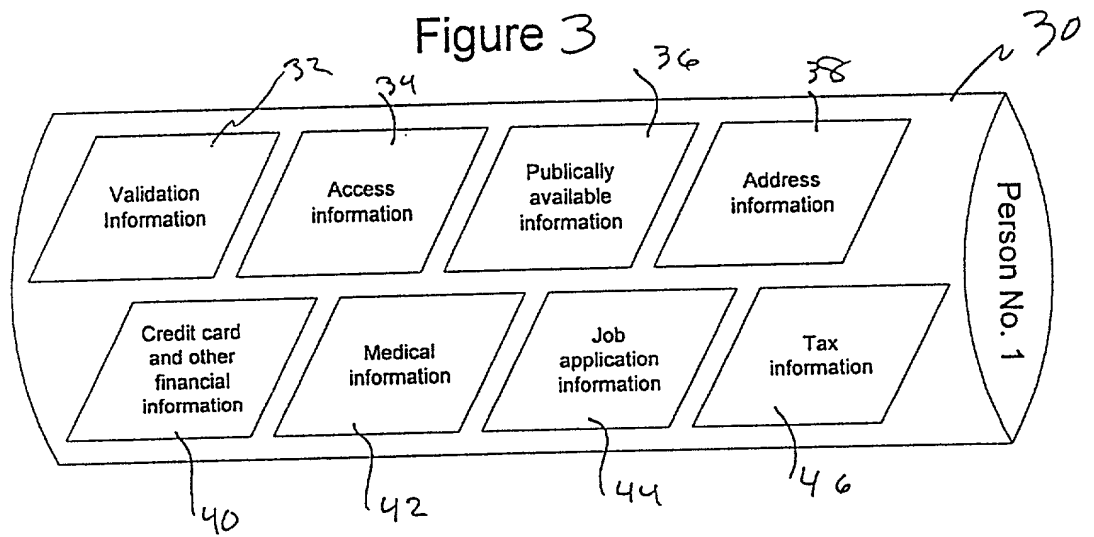 Figure 3
30
32
34
36
38
Validation
Information
Access
information
Publically
available
information
Address
information
Person No. 1
Credit card
and other
financial
information
Medical
information
Job
application
information
Tax
information
40
42
44
46